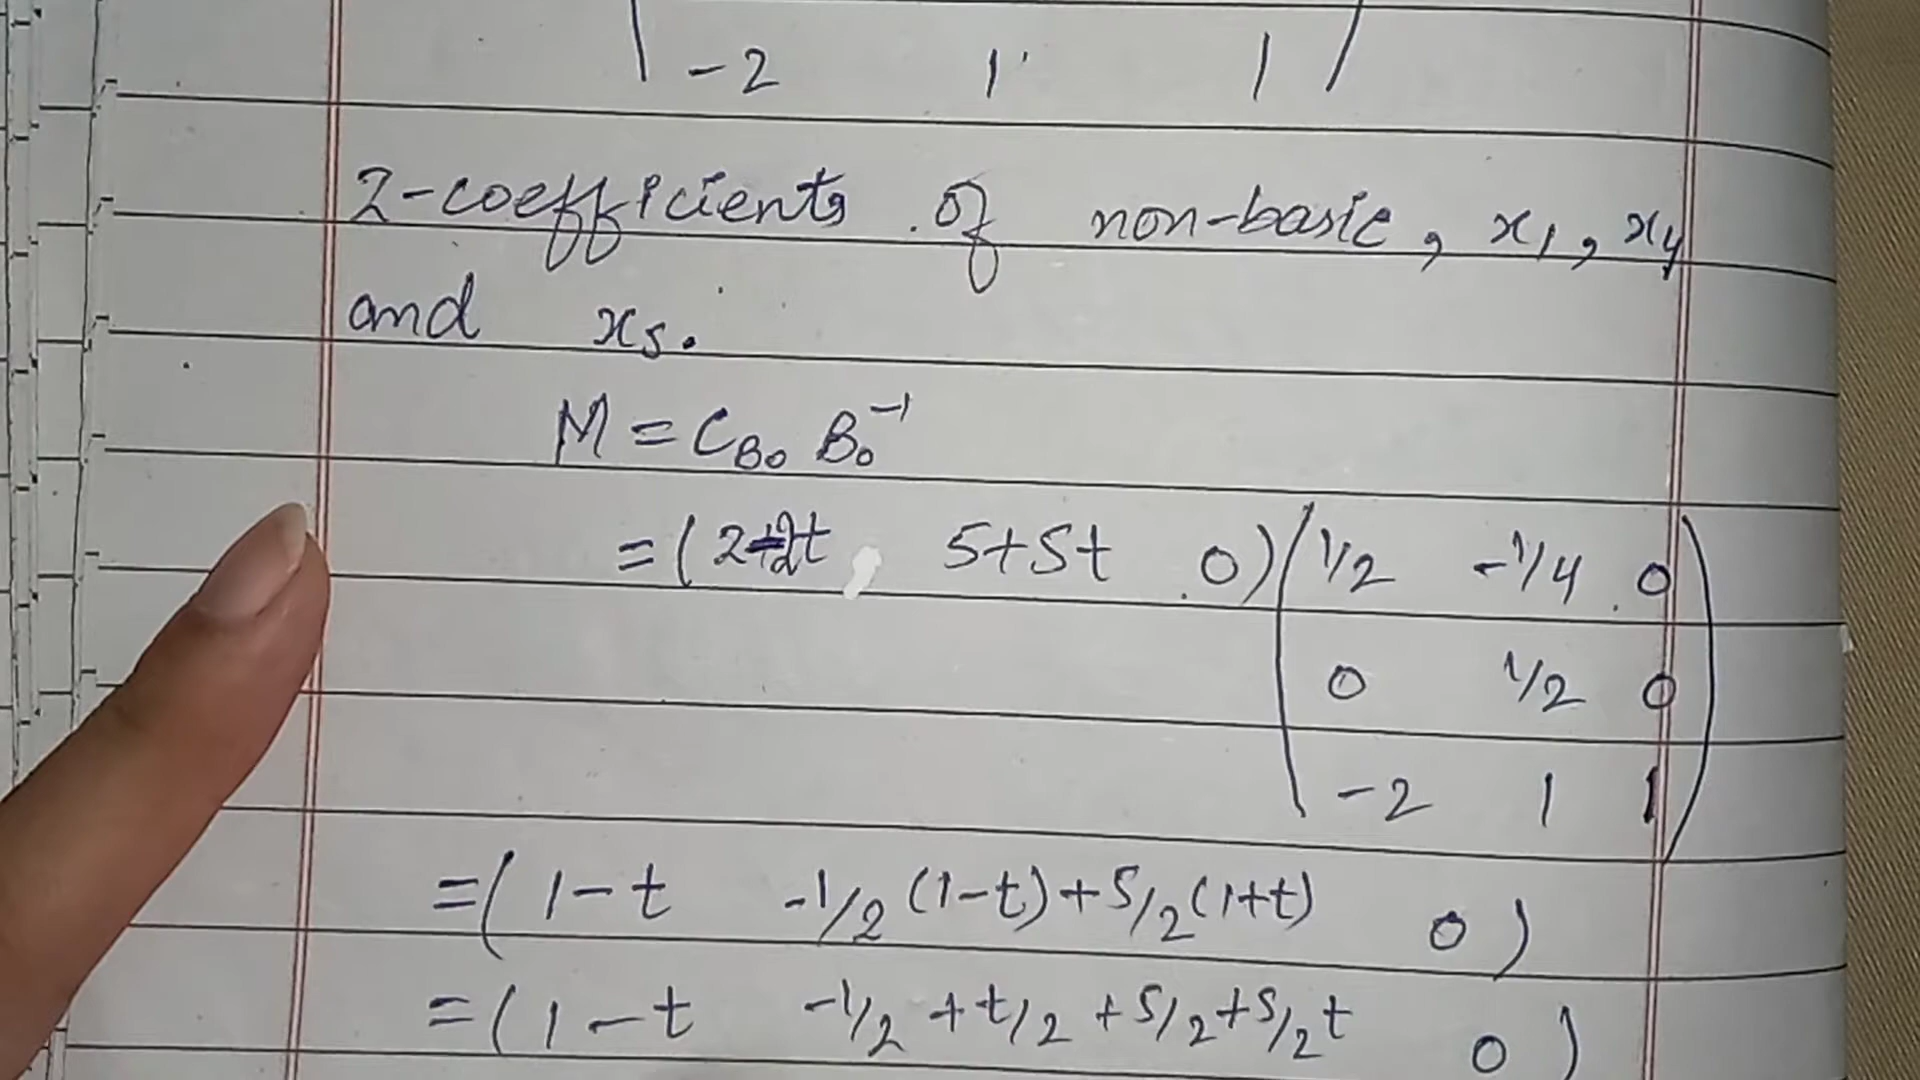 -2 1 1
Z-coefficients of non-basic, x₁, x₄
and x₅.
M = C_B₀ B₀⁻¹
= ( 2-2t , 5+5t 0 ) ( 1/2 -1/4 0
0 1/2 0
-2 1 1 )
= ( 1-t -1/2 (1-t) + 5/2 (1+t) 0 )
= ( 1-t -1/2 + t/2 + 5/2 + 5/2 t 0 )